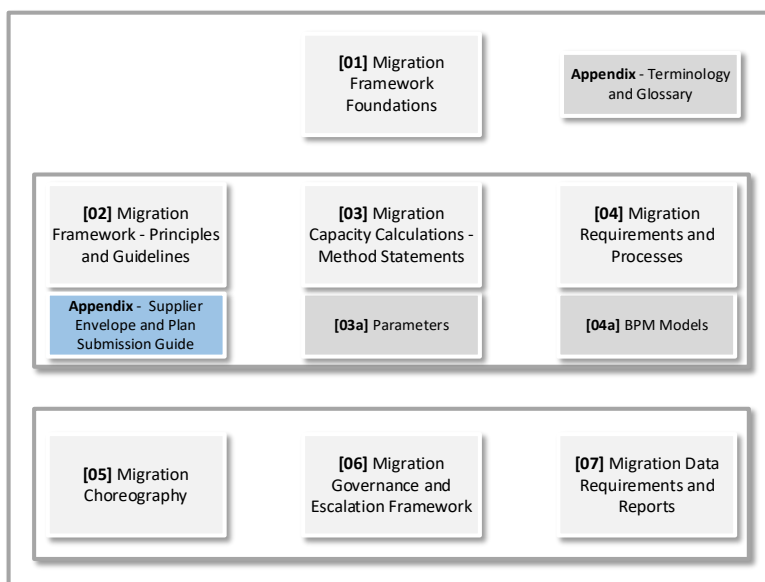 [01] Migration
Framework
Foundations
Appendix - Terminology
and Glossary
[02] Migration
Framework - Principles
and Guidelines
[03] Migration
Capacity Calculations -
Method Statements
[04] Migration
Requirements and
Processes
Appendix - Supplier
Envelope and Plan
Submission Guide
[03a] Parameters
[04a] BPM Models
[05] Migration
Choreography
[06] Migration
Governance and
Escalation Framework
[07] Migration Data
Requirements and
Reports